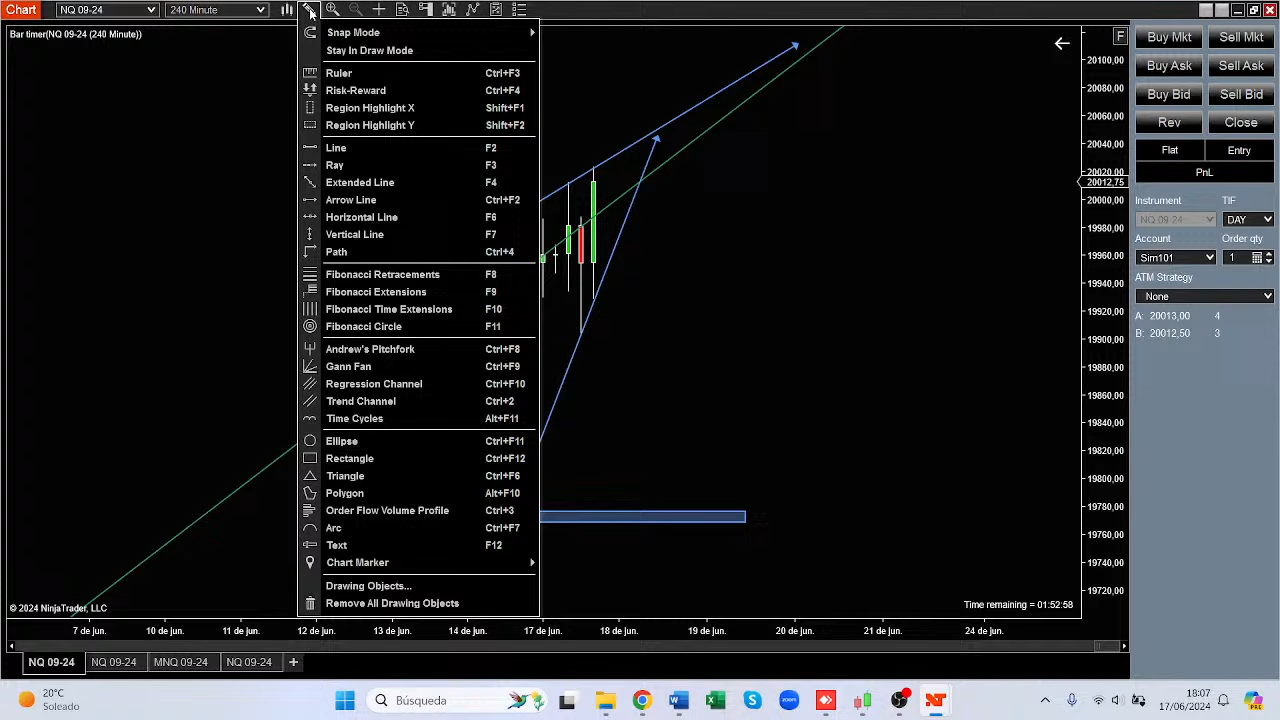 Chart
NQ 09-24
240 Minute
Bar timer(NQ 09-24 (240 Minute))
Snap Mode
Stay In Draw Mode
Ruler Ctrl+F3
Risk-Reward Ctrl+F4
Region Highlight X Shift+F1
Region Highlight Y Shift+F2
Line F2
Ray F3
Extended Line F4
Arrow Line Ctrl+F2
Horizontal Line F6
Vertical Line F7
Path Ctrl+4
Fibonacci Retracements F8
Fibonacci Extensions F9
Fibonacci Time Extensions F10
Fibonacci Circle F11
Andrew's Pitchfork Ctrl+F8
Gann Fan Ctrl+F9
Regression Channel Ctrl+F10
Trend Channel Ctrl+2
Time Cycles Alt+F11
Ellipse Ctrl+F11
Rectangle Ctrl+F12
Triangle Ctrl+F6
Polygon Alt+F10
Order Flow Volume Profile Ctrl+3
Arc Ctrl+F7
Text F12
Chart Marker
Drawing Objects...
Remove All Drawing Objects
F
20100,00
20080,00
20060,00
20040,00
20020,00
20012,75
20000,00
19980,00
19960,00
19940,00
19920,00
19900,00
19880,00
19860,00
19840,00
19820,00
19800,00
19780,00
19760,00
19740,00
19720,00
Buy Mkt Sell Mkt
Buy Ask Sell Ask
Buy Bid Sell Bid
Rev Close
Flat Entry
PnL
Instrument TIF
NQ 09-24 DAY
Account Order qty
Sim101 1
ATM Strategy
None
A: 20013,00 4
B: 20012,50 3
© 2024 NinjaTrader, LLC
Time remaining = 01:52:58
7 de jun. 10 de jun. 11 de jun. 12 de jun. 13 de jun. 14 de jun. 17 de jun. 18 de jun. 19 de jun. 20 de jun. 21 de jun. 24 de jun.
NQ 09-24 NQ 09-24 MNQ 09-24 NQ 09-24 +
20°C
Soleado
Búsqueda
18:07
17/06/2024